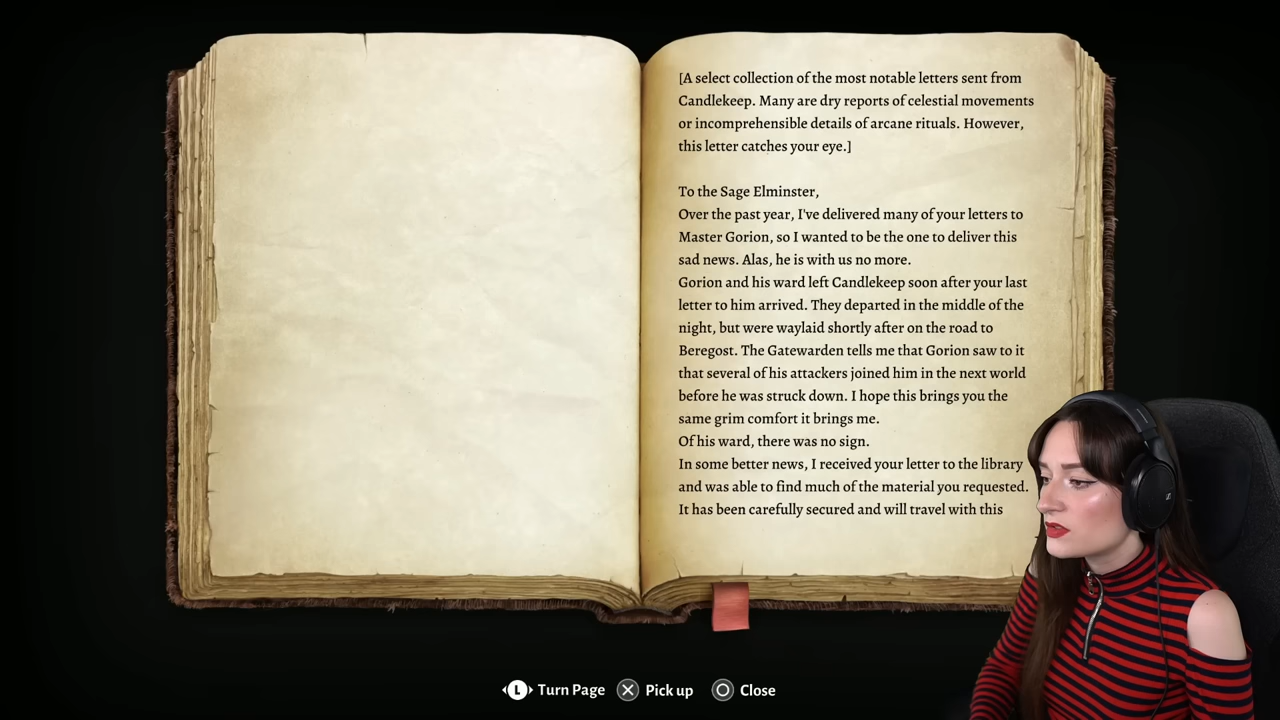 [A select collection of the most notable letters sent from
Candlekeep. Many are dry reports of celestial movements
or incomprehensible details of arcane rituals. However,
this letter catches your eye.]
To the Sage Elminster,
Over the past year, I've delivered many of your letters to
Master Gorion, so I wanted to be the one to deliver this
sad news. Alas, he is with us no more.
Gorion and his ward left Candlekeep soon after your last
letter to him arrived. They departed in the middle of the
night, but were waylaid shortly after on the road to
Beregost. The Gatewarden tells me that Gorion saw to it
that several of his attackers joined him in the next world
before he was struck down. I hope this brings you the
same grim comfort it brings me.
Of his ward, there was no sign.
In some better news, I received your letter to the library
and was able to find much of the material you requested.
It has been carefully secured and will travel with this
L Turn Page Pick up Close